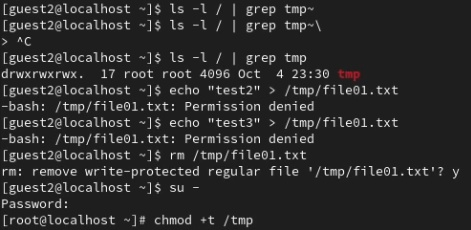 [guest2@localhost ~]$ ls -l / | grep tmp~
[guest2@localhost ~]$ ls -l / | grep tmp~\
> ^C
[guest2@localhost ~]$ ls -l / | grep tmp
drwxrwxrwx.  17 root root 4096 Oct  4 23:30 tmp
[guest2@localhost ~]$ echo "test2" > /tmp/file01.txt
-bash: /tmp/file01.txt: Permission denied
[guest2@localhost ~]$ echo "test3" > /tmp/file01.txt
-bash: /tmp/file01.txt: Permission denied
[guest2@localhost ~]$ rm /tmp/file01.txt
rm: remove write-protected regular file '/tmp/file01.txt'? y
[guest2@localhost ~]$ su -
Password:
[root@localhost ~]# chmod +t /tmp